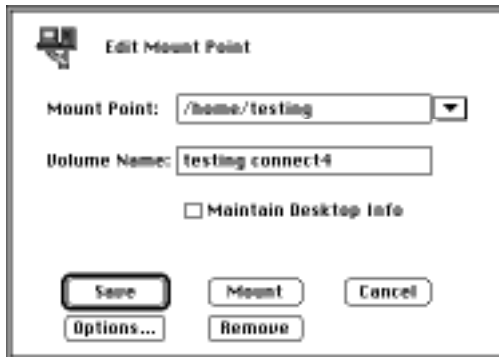 Edit Mount Point
Mount Point: /home/testing
Volume Name: testing connect4
Maintain Desktop Info
Save Mount Cancel
Options... Remove